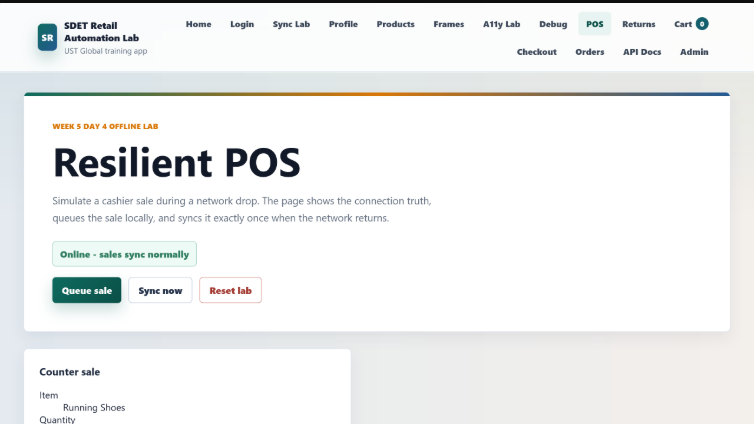 SR
SDET Retail
Automation Lab
UST Global training app
Home Login Sync Lab Profile Products Frames A11y Lab Debug POS Returns Cart 0
Checkout Orders API Docs Admin
WEEK 5 DAY 4 OFFLINE LAB
Resilient POS
Simulate a cashier sale during a network drop. The page shows the connection truth,
queues the sale locally, and syncs it exactly once when the network returns.
Online - sales sync normally
Queue sale Sync now Reset lab
Counter sale
Item
Running Shoes
Quantity